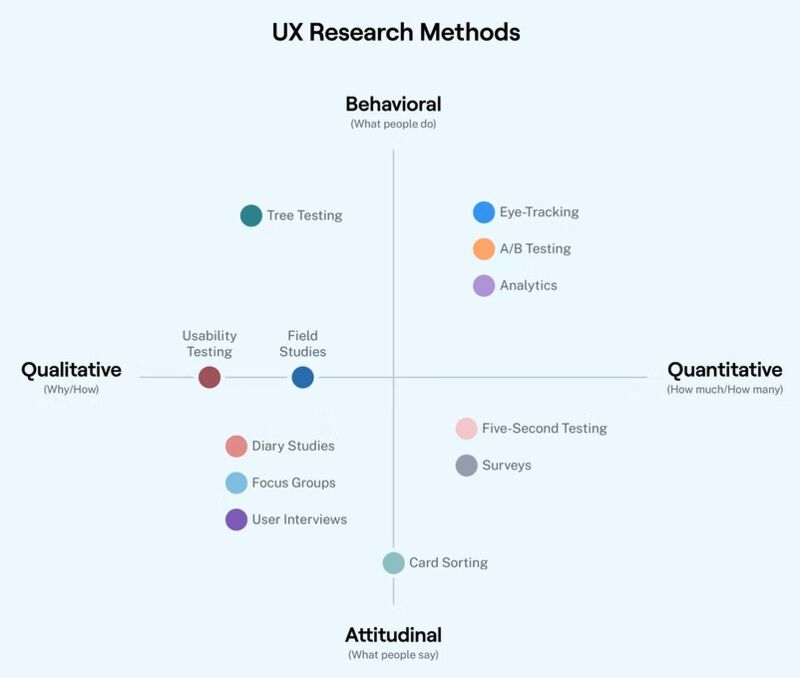 UX Research Methods
Behavioral
(What people do)
Tree Testing
Eye-Tracking
A/B Testing
Analytics
Usability
Testing
Field
Studies
Qualitative
(Why/How)
Quantitative
(How much/How many)
Diary Studies
Focus Groups
User Interviews
Five-Second Testing
Surveys
Card Sorting
Attitudinal
(What people say)